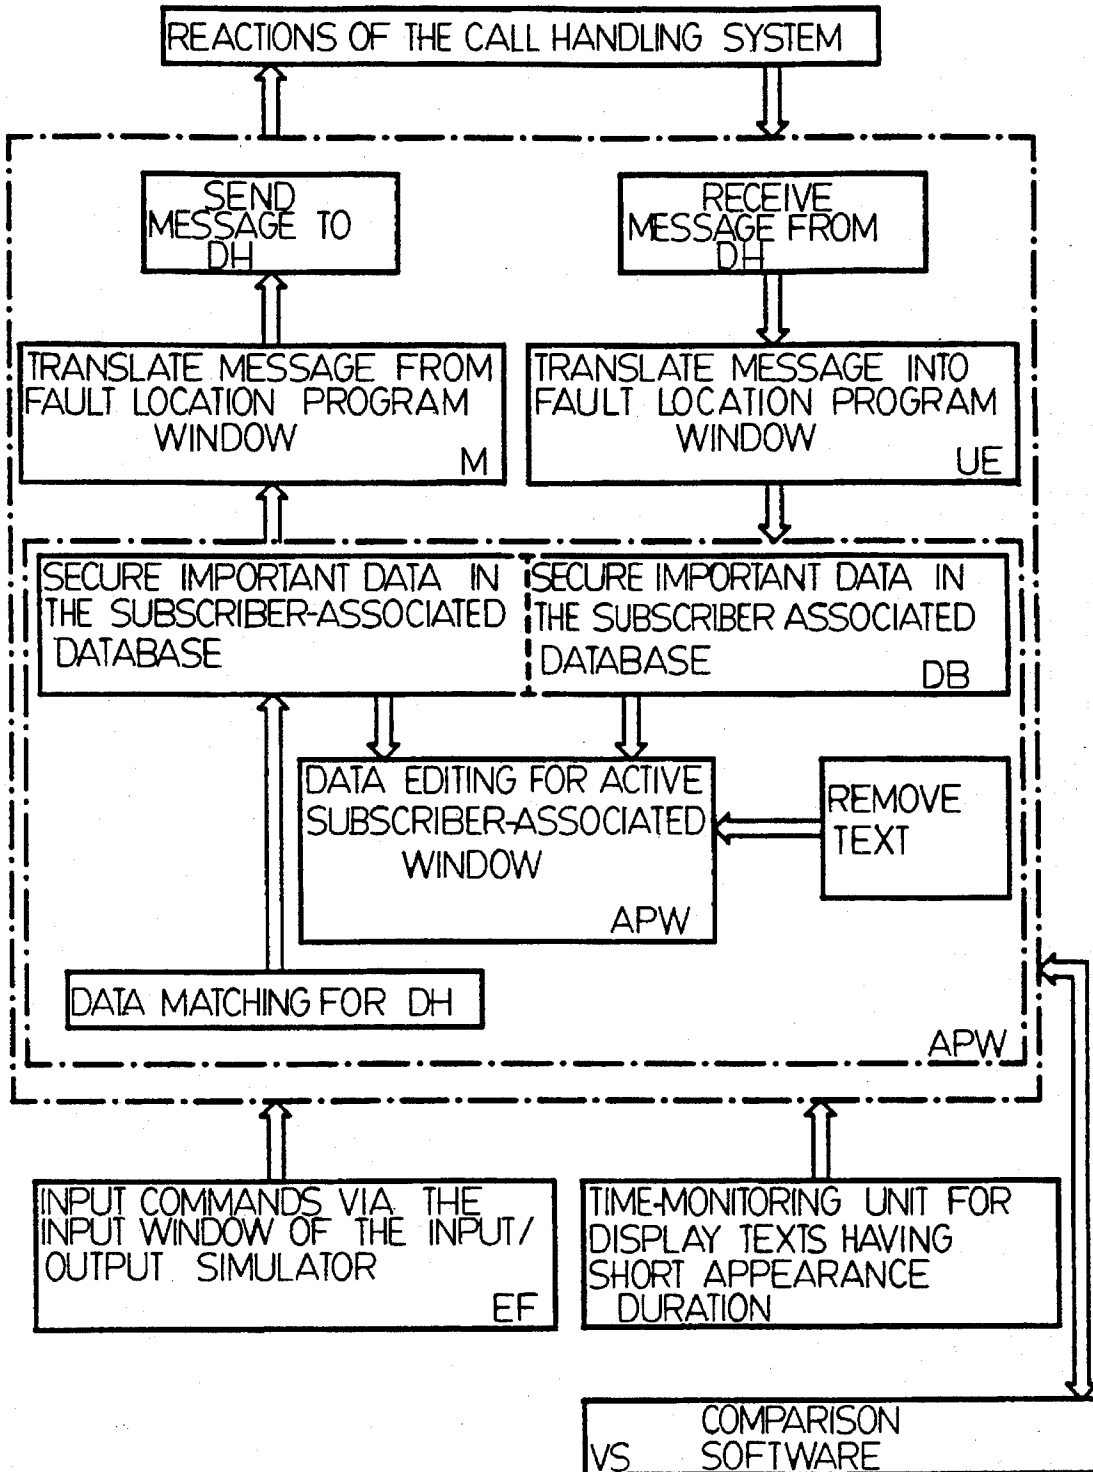 REACTIONS OF THE CALL HANDLING SYSTEM
SEND
MESSAGE TO
DH
RECEIVE
MESSAGE FROM
DH
TRANSLATE MESSAGE FROM
FAULT LOCATION PROGRAM
WINDOW
M
TRANSLATE MESSAGE INTO
FAULT LOCATION PROGRAM
WINDOW
UE
SECURE IMPORTANT DATA IN
THE SUBSCRIBER-ASSOCIATED
DATABASE
SECURE IMPORTANT DATA IN
THE SUBSCRIBER ASSOCIATED
DATABASE
DB
DATA EDITING FOR ACTIVE
SUBSCRIBER-ASSOCIATED
WINDOW
APW
REMOVE
TEXT
DATA MATCHING FOR DH
APW
INPUT COMMANDS VIA THE
INPUT WINDOW OF THE INPUT/
OUTPUT SIMULATOR
EF
TIME-MONITORING UNIT FOR
DISPLAY TEXTS HAVING
SHORT APPEARANCE
DURATION
COMPARISON
VS SOFTWARE